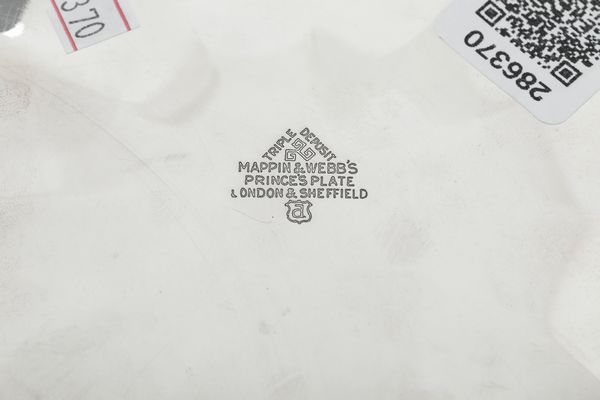 370
286370
TRIPLE DEPOSIT
MAPPIN & WEBB'S
PRINCE'S PLATE
LONDON & SHEFFIELD
a